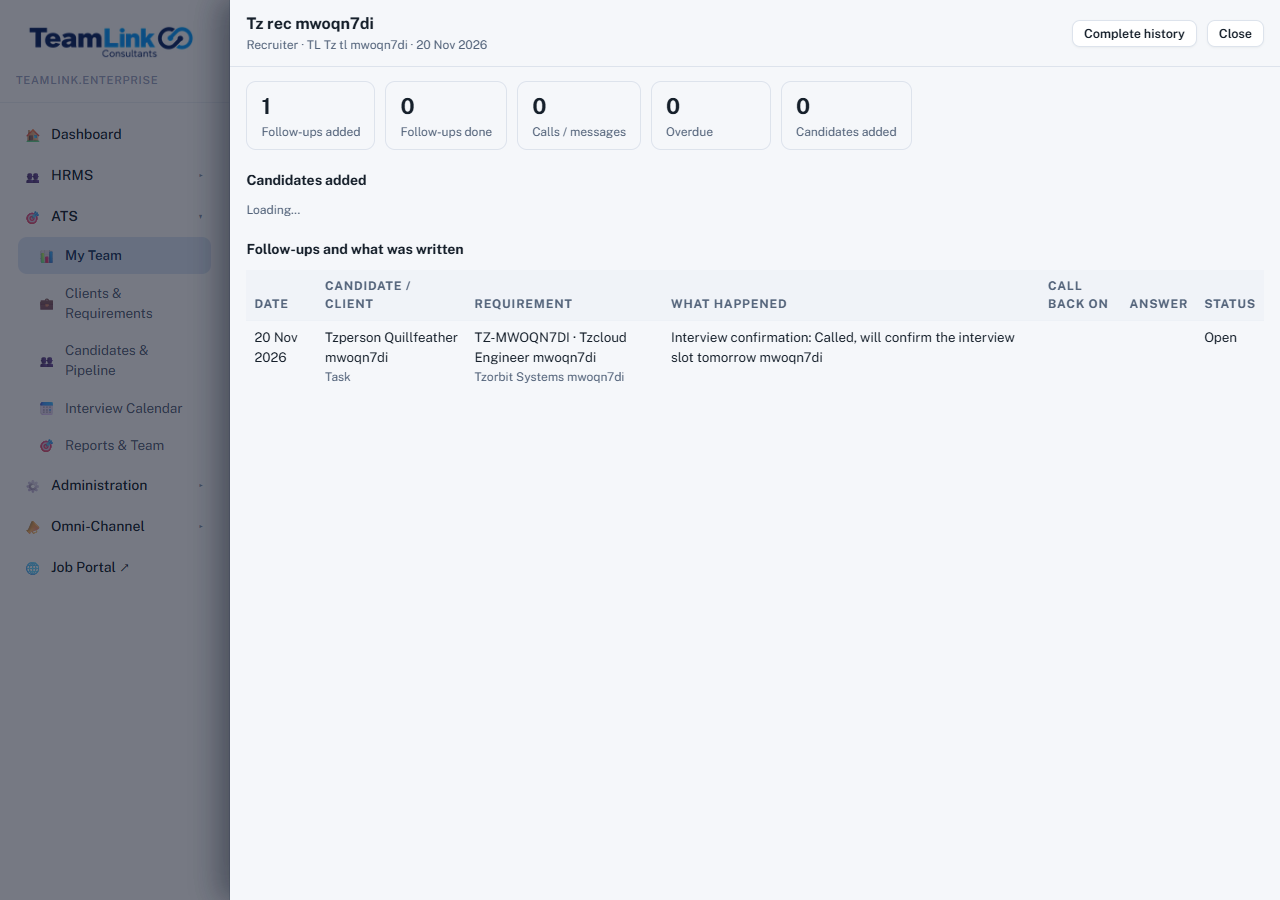 TeamLink
Consultants
TEAMLINK.ENTERPRISE
Dashboard
HRMS
ATS
My Team
Clients &
Requirements
Candidates &
Pipeline
Interview Calendar
Reports & Team
Administration
Omni-Channel
Job Portal ↗
Tz rec mwoqn7di
Recruiter · TL Tz tl mwoqn7di · 20 Nov 2026
Complete history
Close
1
Follow-ups added
0
Follow-ups done
0
Calls / messages
0
Overdue
0
Candidates added
Candidates added
Loading...
Follow-ups and what was written
DATE
CANDIDATE /
CLIENT
REQUIREMENT
WHAT HAPPENED
CALL
BACK ON
ANSWER
STATUS
20 Nov
2026
Tzperson Quillfeather
mwoqn7di
Task
TZ-MWOQN7DI · Tzcloud
Engineer mwoqn7di
Tzorbit Systems mwoqn7di
Interview confirmation: Called, will confirm the interview
slot tomorrow mwoqn7di
Open